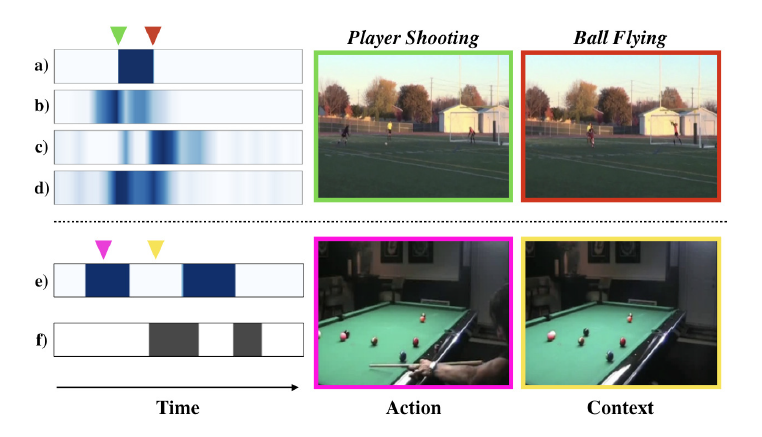 Player Shooting
Ball Flying
a)
b)
c)
d)
e)
f)
Time
Action
Context